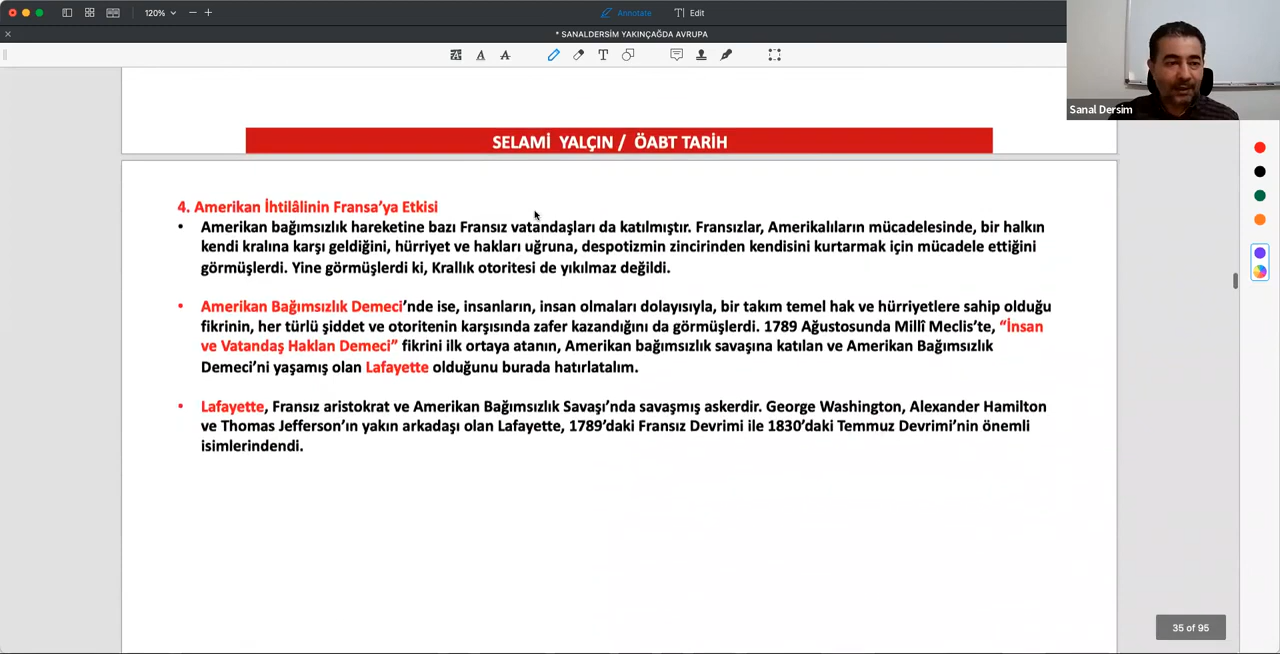 120%
Annotate
Edit
* SANALDERSİM YAKINÇAĞDA AVRUPA
Sanal Dersim
SELAMİ YALÇIN / ÖABT TARİH
4. Amerikan İhtilâlinin Fransa’ya Etkisi
• Amerikan bağımsızlık hareketine bazı Fransız vatandaşları da katılmıştır. Fransızlar, Amerikalıların mücadelesinde, bir halkın
kendi kralına karşı geldiğini, hürriyet ve hakları uğruna, despotizmin zincirinden kendisini kurtarmak için mücadele ettiğini
görmüşlerdi. Yine görmüşlerdi ki, Krallık otoritesi de yıkılmaz değildi.
• Amerikan Bağımsızlık Demeci’nde ise, insanların, insan olmaları dolayısıyla, bir takım temel hak ve hürriyetlere sahip olduğu
fikrinin, her türlü şiddet ve otoritenin karşısında zafer kazandığını da görmüşlerdi. 1789 Ağustosunda Millî Meclis’te, “İnsan
ve Vatandaş Haklan Demeci” fikrini ilk ortaya atanın, Amerikan bağımsızlık savaşına katılan ve Amerikan Bağımsızlık
Demeci’ni yaşamış olan Lafayette olduğunu burada hatırlatalım.
• Lafayette, Fransız aristokrat ve Amerikan Bağımsızlık Savaşı’nda savaşmış askerdir. George Washington, Alexander Hamilton
ve Thomas Jefferson’ın yakın arkadaşı olan Lafayette, 1789’daki Fransız Devrimi ile 1830’daki Temmuz Devrimi’nin önemli
isimlerindendi.
35 of 95